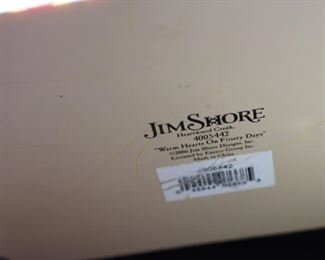 JIM SHORE
Heartwood Creek
4005442
"Warm Hearts On Frosty Days"
©2006 Jim Shore Designs, Inc.
Licensed by Enesco Group Inc.
Made in China
4005442